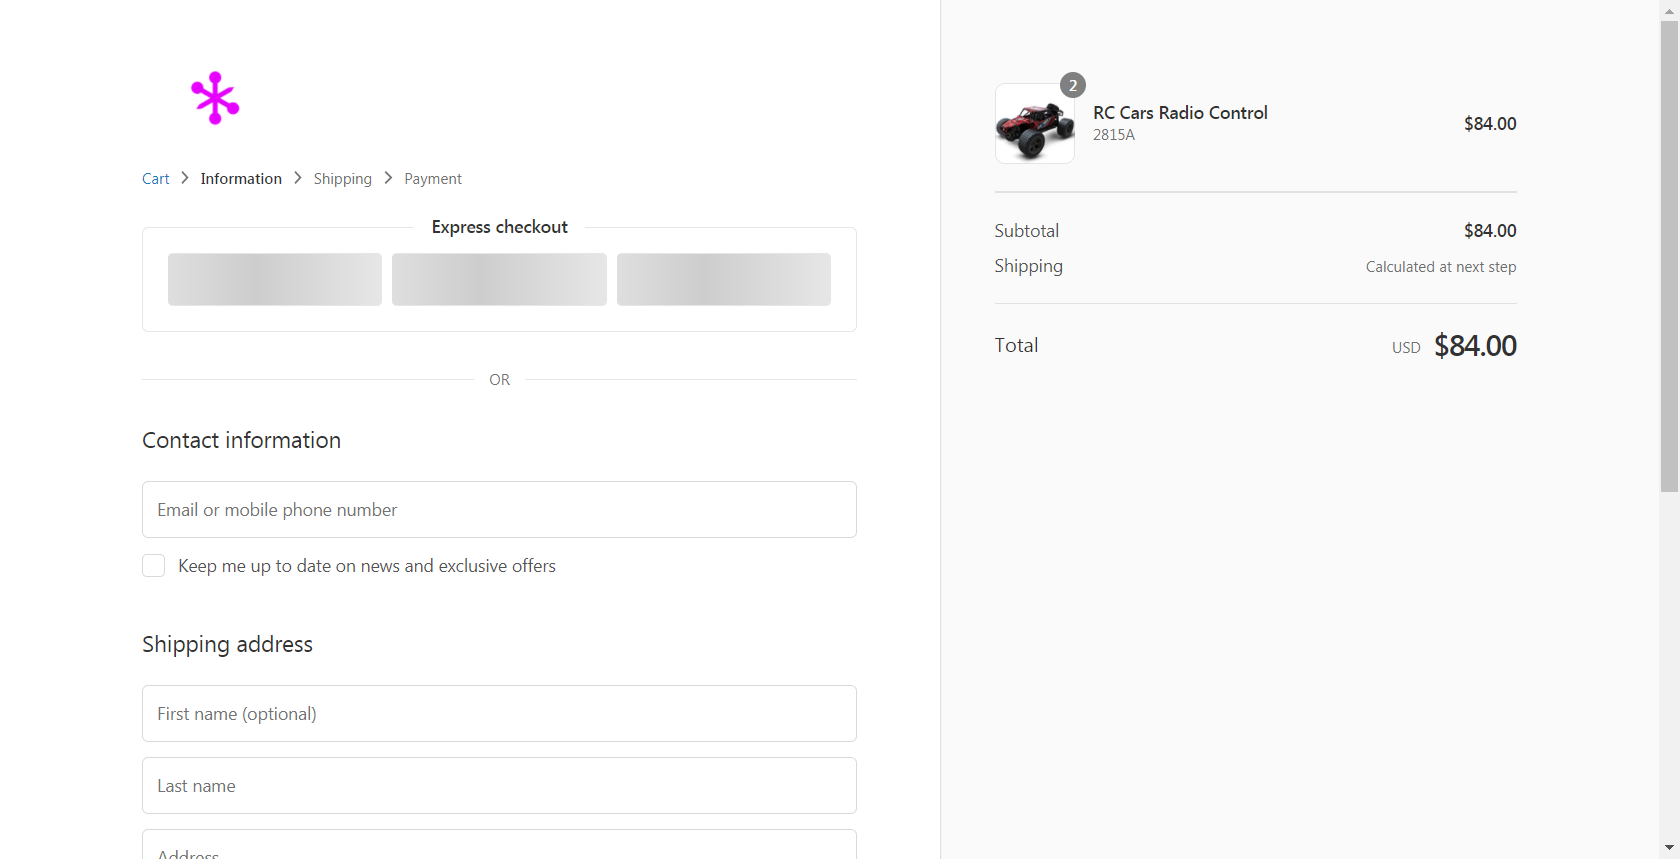 Cart > Information > Shipping > Payment
Express checkout
OR
Contact information
Email or mobile phone number
Keep me up to date on news and exclusive offers
Shipping address
First name (optional)
Last name
Address
2
RC Cars Radio Control
2815A
$84.00
Subtotal $84.00
Shipping Calculated at next step
Total USD $84.00